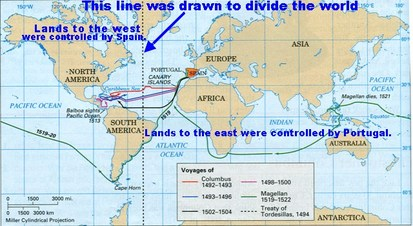 This line was drawn to divide the world
Lands to the west
were controlled by Spain.
ASIA
EUROPE
NORTH
AMERICA
PORTUGAL
SPAIN
CANARY
ISLANDS
Caribbean Sea
PACIFIC OCEAN
PACIFIC
OCEAN
Balboa sights
Pacific Ocean
1513
AFRICA
Magellan dies, 1521
Equator
1519-20
SOUTH
AMERICA
1519
Lands to the east were controlled by Portugal.
INDIAN
OCEAN
ATLANTIC
OCEAN
AUSTRALIA
Cape Horn
Voyages of
Columbus
1492-1493
1493-1496
1502-1504
1498-1500
Magellan
1519-1522
Treaty of
Tordesillas, 1494
0 1500 3000 mi.
0 1500 3000 km
Miller Cylindrical Projection
ANTARCTICA